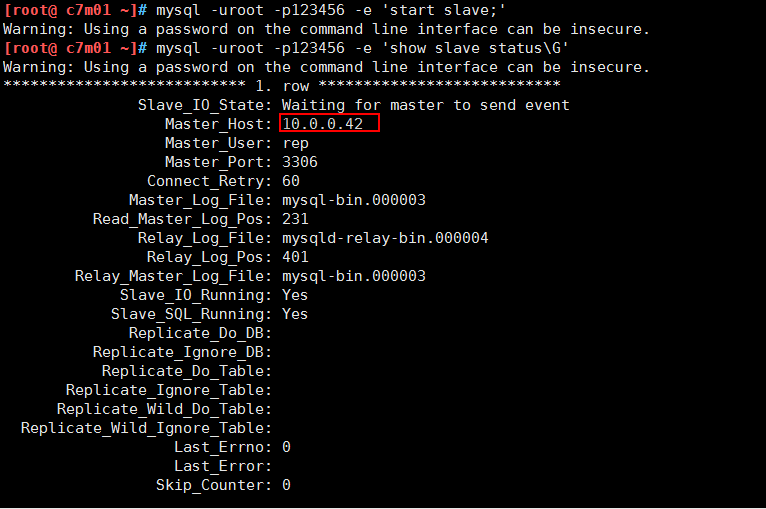 [root@ c7m01 ~]# mysql -uroot -p123456 -e 'start slave;'
Warning: Using a password on the command line interface can be insecure.
[root@ c7m01 ~]# mysql -uroot -p123456 -e 'show slave status\G'
Warning: Using a password on the command line interface can be insecure.
*************************** 1. row ***************************
Slave_IO_State: Waiting for master to send event
Master_Host: 10.0.0.42
Master_User: rep
Master_Port: 3306
Connect_Retry: 60
Master_Log_File: mysql-bin.000003
Read_Master_Log_Pos: 231
Relay_Log_File: mysqld-relay-bin.000004
Relay_Log_Pos: 401
Relay_Master_Log_File: mysql-bin.000003
Slave_IO_Running: Yes
Slave_SQL_Running: Yes
Replicate_Do_DB:
Replicate_Ignore_DB:
Replicate_Do_Table:
Replicate_Ignore_Table:
Replicate_Wild_Do_Table:
Replicate_Wild_Ignore_Table:
Last_Errno: 0
Last_Error:
Skip_Counter: 0